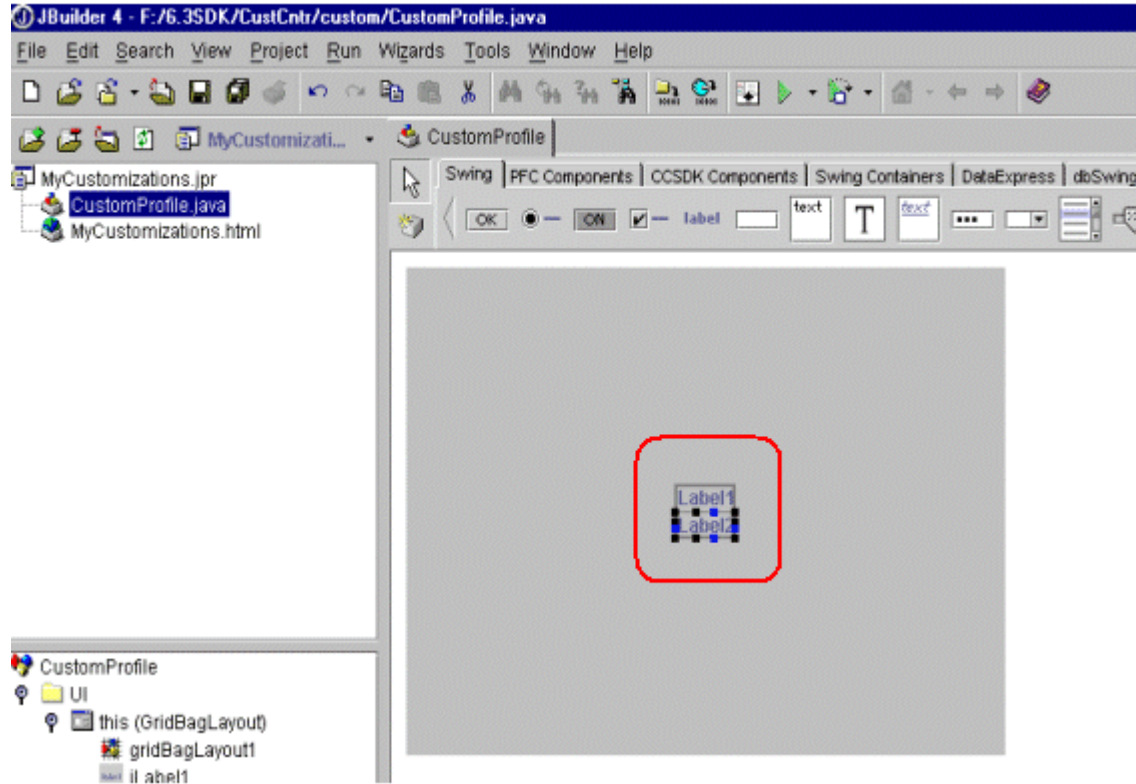 JBuilder 4 - F:/6.3SDK/CustCntr/custom/CustomProfile.java
File Edit Search View Project Run Wizards Tools Window Help
MyCustomizati...
CustomProfile
MyCustomizations.jpr
CustomProfile.java
MyCustomizations.html
Swing PFC Components CCSDK Components Swing Containers DataExpress dbSwing
OK ON label text T text
Label1
Label2
CustomProfile
UI
this (GridBagLayout)
gridBagLayout1
jLabel1